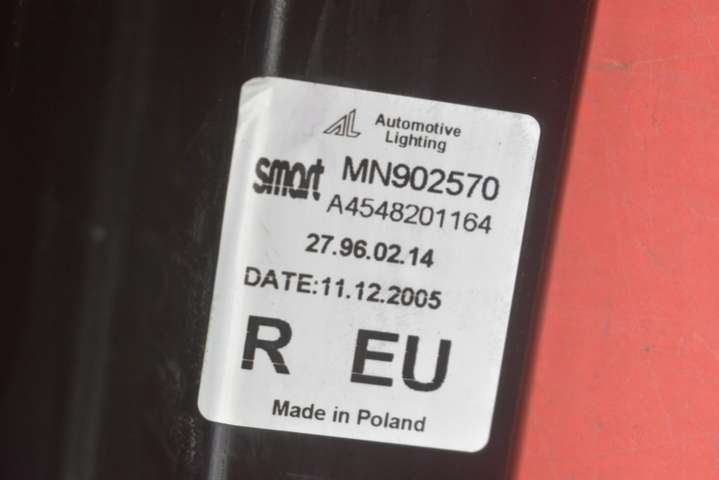 AL Automotive
Lighting
smart MN902570
A4548201164
27.96.02.14
DATE:11.12.2005
R EU
Made in Poland